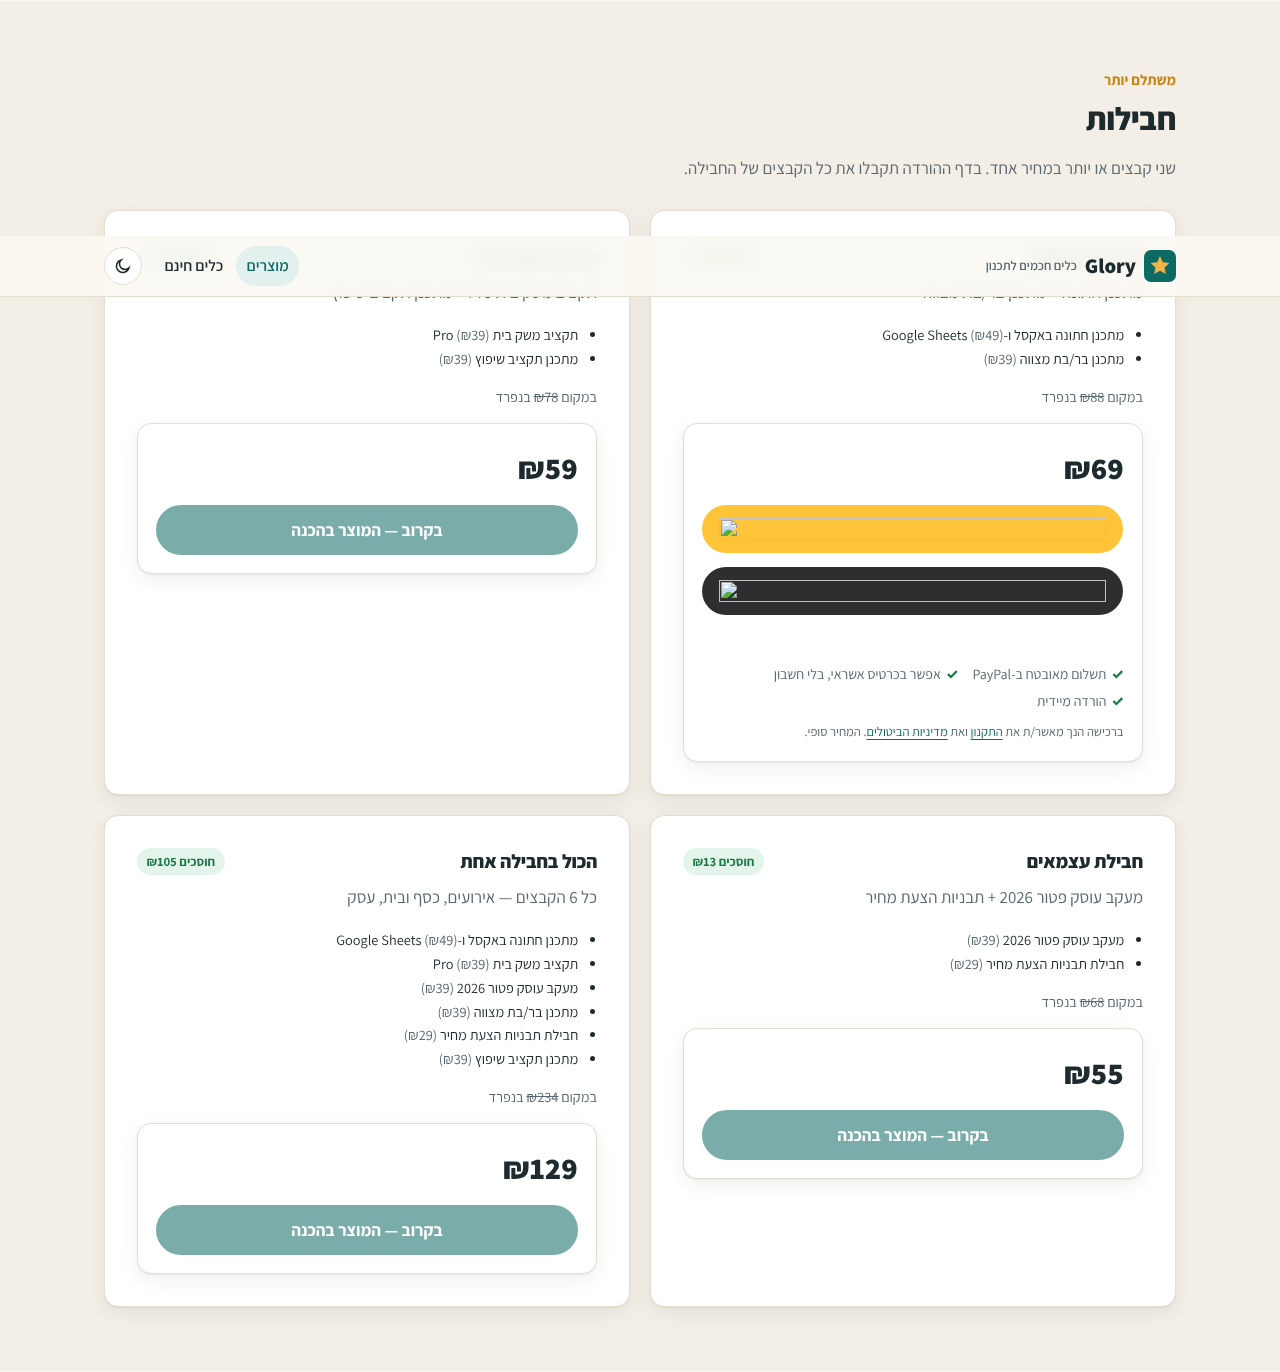 משתלם יותר
חבילות
שני קבצים או יותר במחיר אחד. בדף ההורדה תקבלו את כל הקבצים של החבילה.
Glory כלים חכמים לתכנון
מוצרים כלים חינם
מתכנן חתונה באקסל ו-Google Sheets (₪49)
מתכנן בר/בת מצווה (₪39)
במקום ₪88 בנפרד
₪69
תשלום מאובטח ב-PayPal אפשר בכרטיס אשראי, בלי חשבון
הורדה מיידית
ברכישה הנך מאשר/ת את התקנון ואת מדיניות הביטולים. המחיר סופי.
תקציב משק בית Pro (₪39)
מתכנן תקציב שיפוץ (₪39)
במקום ₪78 בנפרד
₪59
בקרוב — המוצר בהכנה
חבילת עצמאים
חוסכים ₪13
מעקב עוסק פטור 2026 + תבניות הצעת מחיר
מעקב עוסק פטור 2026 (₪39)
חבילת תבניות הצעת מחיר (₪29)
במקום ₪68 בנפרד
₪55
בקרוב — המוצר בהכנה
הכול בחבילה אחת
חוסכים ₪105
כל 6 הקבצים — אירועים, כסף ובית, עסק
מתכנן חתונה באקסל ו-Google Sheets (₪49)
תקציב משק בית Pro (₪39)
מעקב עוסק פטור 2026 (₪39)
מתכנן בר/בת מצווה (₪39)
חבילת תבניות הצעת מחיר (₪29)
מתכנן תקציב שיפוץ (₪39)
במקום ₪234 בנפרד
₪129
בקרוב — המוצר בהכנה